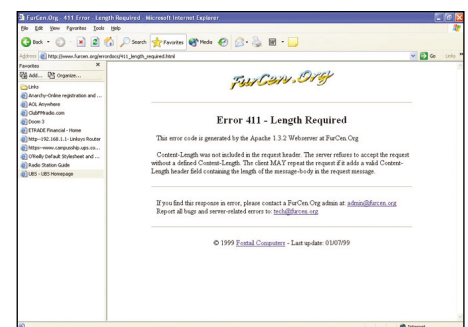 FurCen.Org - 411 Error - Length Required - Microsoft Internet Explorer
File Edit View Favorites Tools Help
Back Search Favorites Media
Address http://www.furcen.org/errordocs/411_length_required.html Go Links
Favorites
Add... Organize...
Links
Anarchy-Online registration and ...
AOL Anywhere
ClubFMradio.com
Doom 3
ETRADE Financial - Home
http--192.168.1.1- Linksys Router
https--www.campusship.ups.co...
O'Reilly Default Stylesheet and ...
Radio Station Guide
UBS - UBS Homepage
FurCen.Org
Error 411 - Length Required
This error code is generated by the Apache 1.3.2 Webserver at FurCen.Org
Content-Length was not included in the request header. The server refuses to accept the request
without a defined Content-Length. The client MAY repeat the request if it adds a valid Content-
Length header field containing the length of the message-body in the request message.
If you find this response in error, please contact a FurCen.Org admin at: admin@furcen.org
Report all bugs and server-related errors to: tech@furcen.org
© 1999 Foxtail Computers - Last update: 01/07/99
Internet